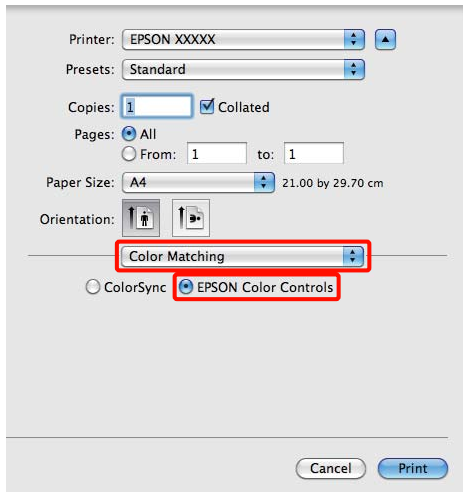 Printer: EPSON XXXXX
Presets: Standard
Copies: 1 Collated
Pages: All
From: 1 to: 1
Paper Size: A4 21.00 by 29.70 cm
Orientation:
Color Matching
ColorSync EPSON Color Controls
Cancel Print